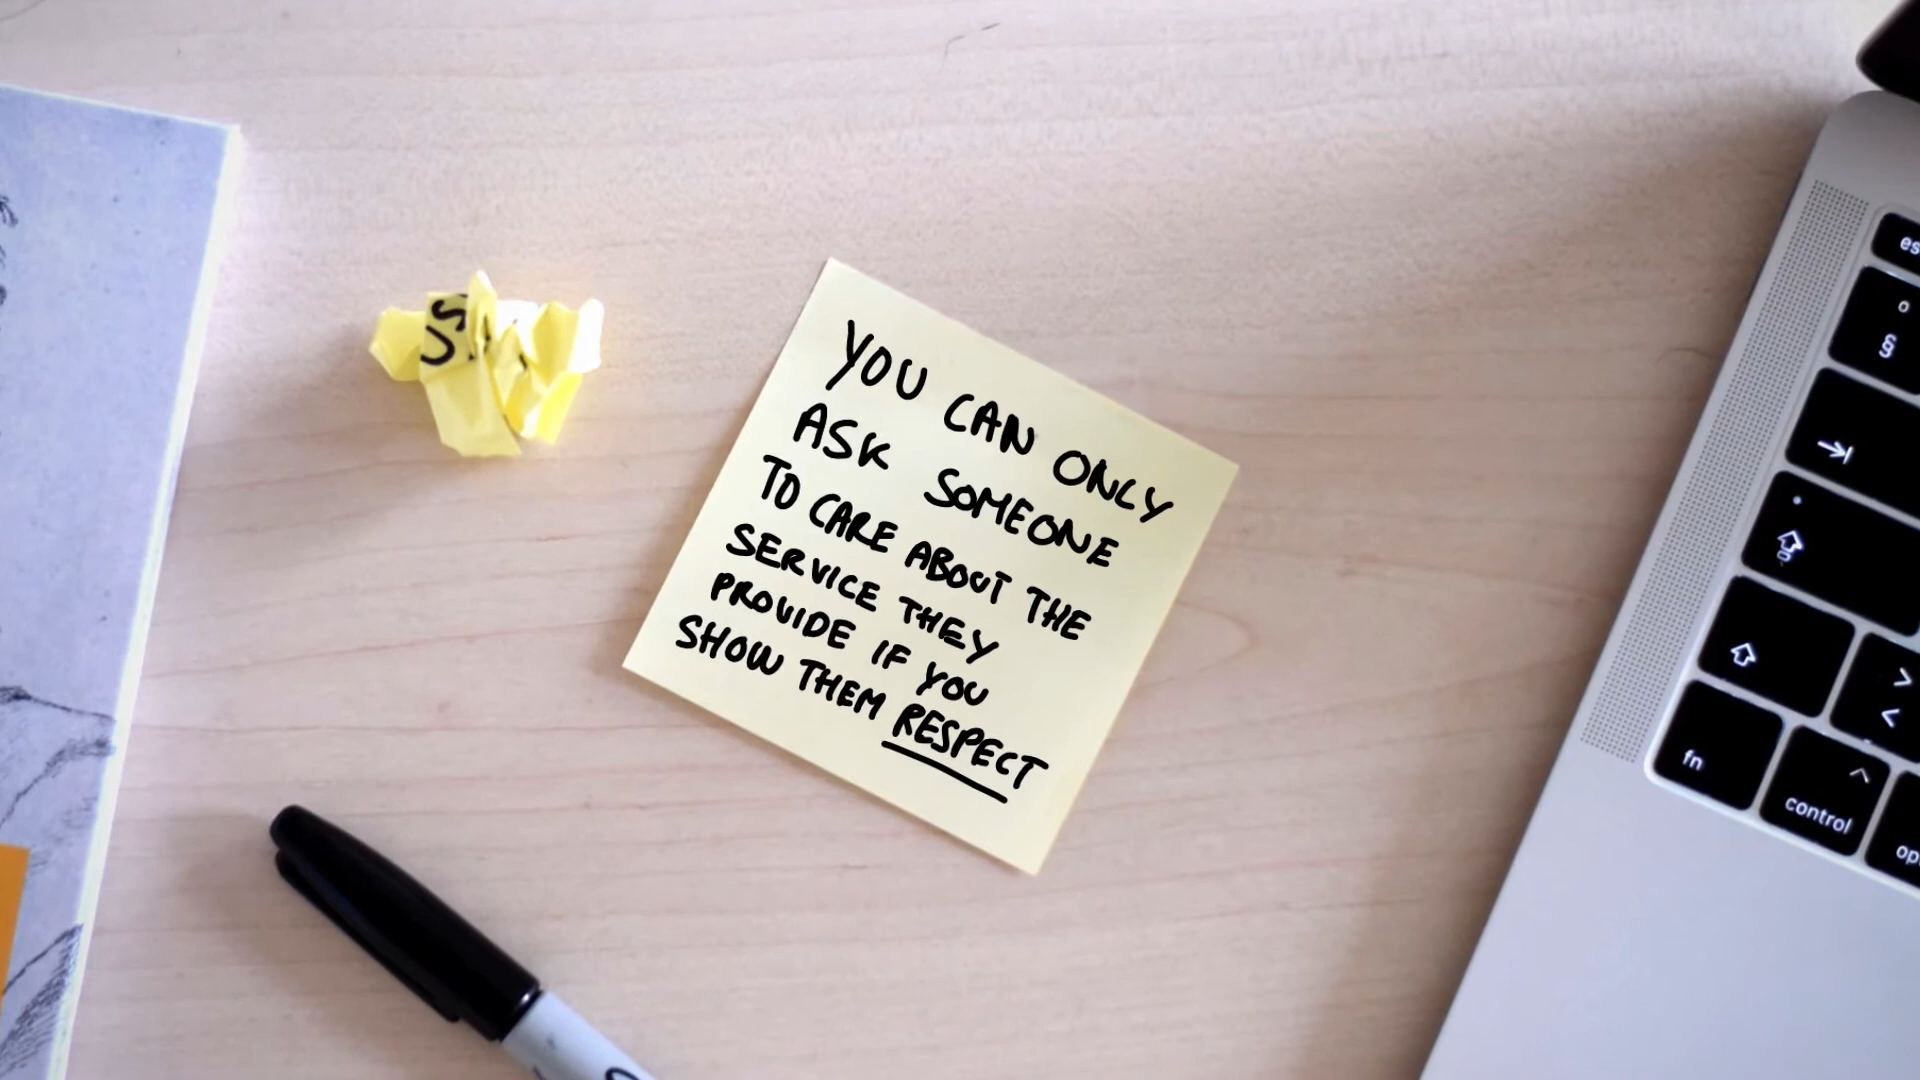 US
YOU CAN ONLY
ASK SOMEONE
TO CARE ABOUT THE
SERVICE THEY
PROVIDE IF YOU
SHOW THEM RESPECT
§
fn
control